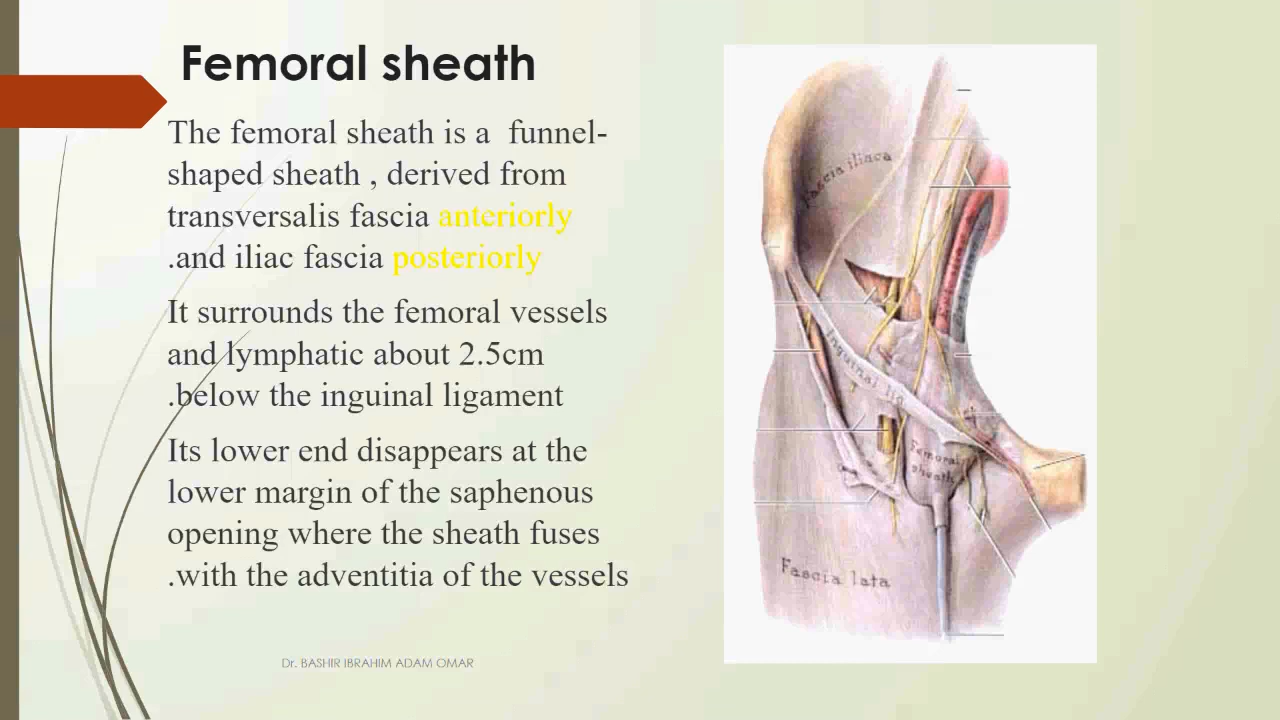 Femoral sheath
The femoral sheath is a  funnel-
shaped sheath , derived from
transversalis fascia anteriorly
.and iliac fascia posteriorly
It surrounds the femoral vessels
and lymphatic about 2.5cm
.below the inguinal ligament
Its lower end disappears at the
lower margin of the saphenous
opening where the sheath fuses
.with the adventitia of the vessels
Dr. BASHIR IBRAHIM ADAM OMAR
Fascia iliaca
Inguinal lig
Femoral
sheath
Fascia lata